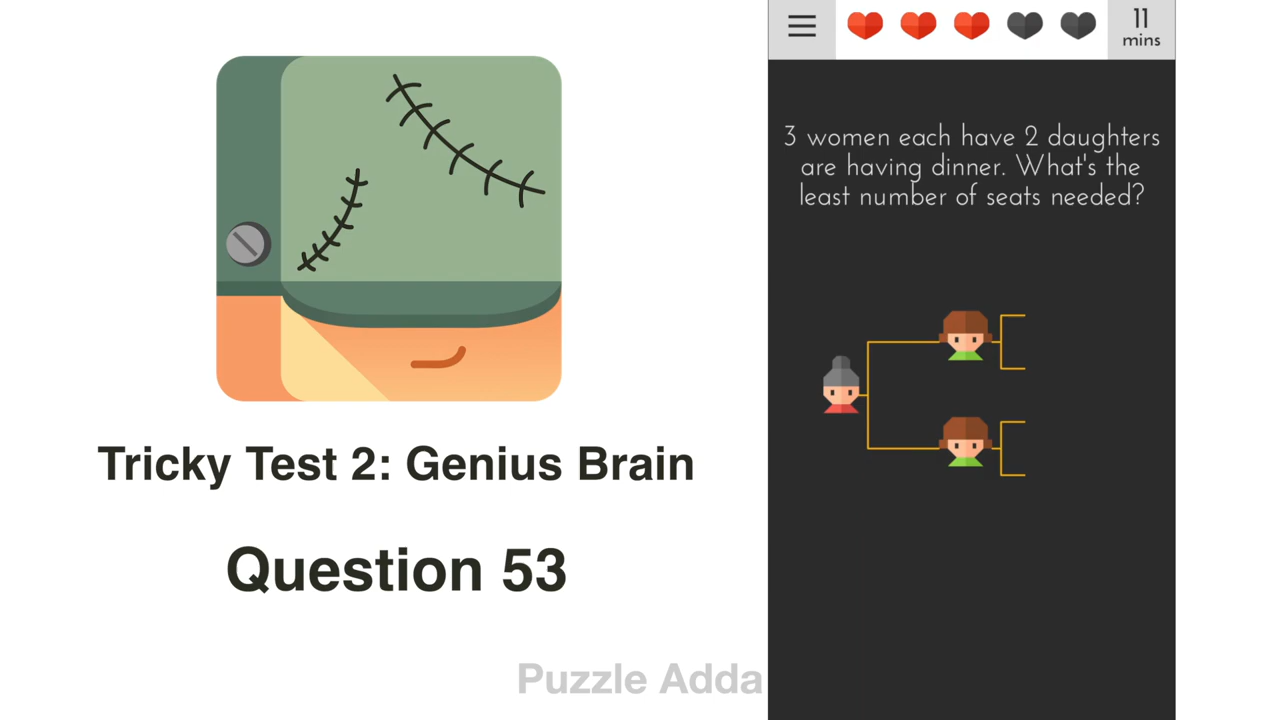 Tricky Test 2: Genius Brain
Question 53
Puzzle Adda
11
mins
3 women each have 2 daughters
are having dinner. What's the
least number of seats needed?